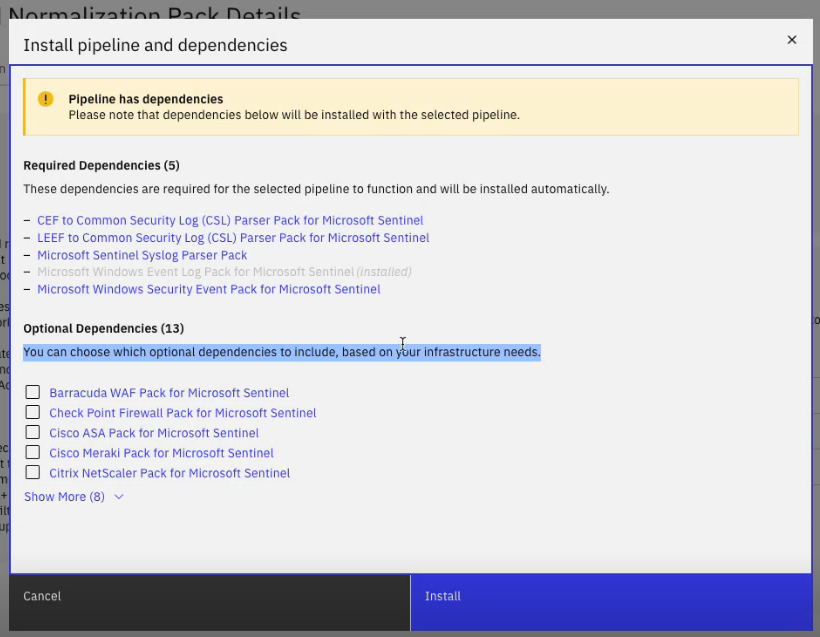 Normalization Pack Details
Install pipeline and dependencies
Pipeline has dependencies
Please note that dependencies below will be installed with the selected pipeline.
Required Dependencies (5)
These dependencies are required for the selected pipeline to function and will be installed automatically.
– CEF to Common Security Log (CSL) Parser Pack for Microsoft Sentinel
– LEEF to Common Security Log (CSL) Parser Pack for Microsoft Sentinel
– Microsoft Sentinel Syslog Parser Pack
– Microsoft Windows Event Log Pack for Microsoft Sentinel (installed)
– Microsoft Windows Security Event Pack for Microsoft Sentinel
Optional Dependencies (13)
You can choose which optional dependencies to include, based on your infrastructure needs.
Barracuda WAF Pack for Microsoft Sentinel
Check Point Firewall Pack for Microsoft Sentinel
Cisco ASA Pack for Microsoft Sentinel
Cisco Meraki Pack for Microsoft Sentinel
Citrix NetScaler Pack for Microsoft Sentinel
Show More (8)
Cancel
Install